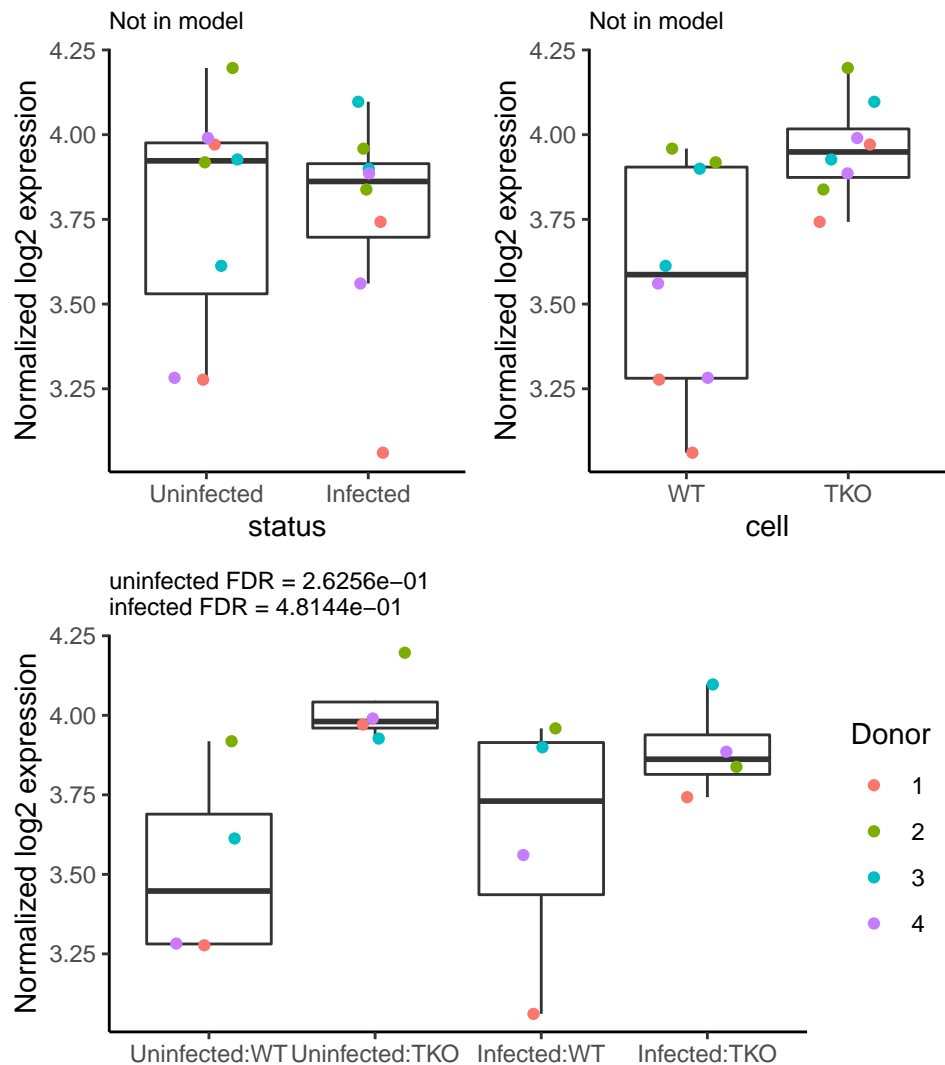 Not in model
4.25
4.00
3.75
3.50
3.25
Normalized log2 expression
Uninfected Infected
status
Not in model
4.25
4.00
3.75
3.50
3.25
Normalized log2 expression
WT TKO
cell
uninfected FDR = 2.6256e−01
infected FDR = 4.8144e−01
4.25
4.00
3.75
3.50
3.25
Normalized log2 expression
Uninfected:WT Uninfected:TKO Infected:WT Infected:TKO
Donor
1
2
3
4